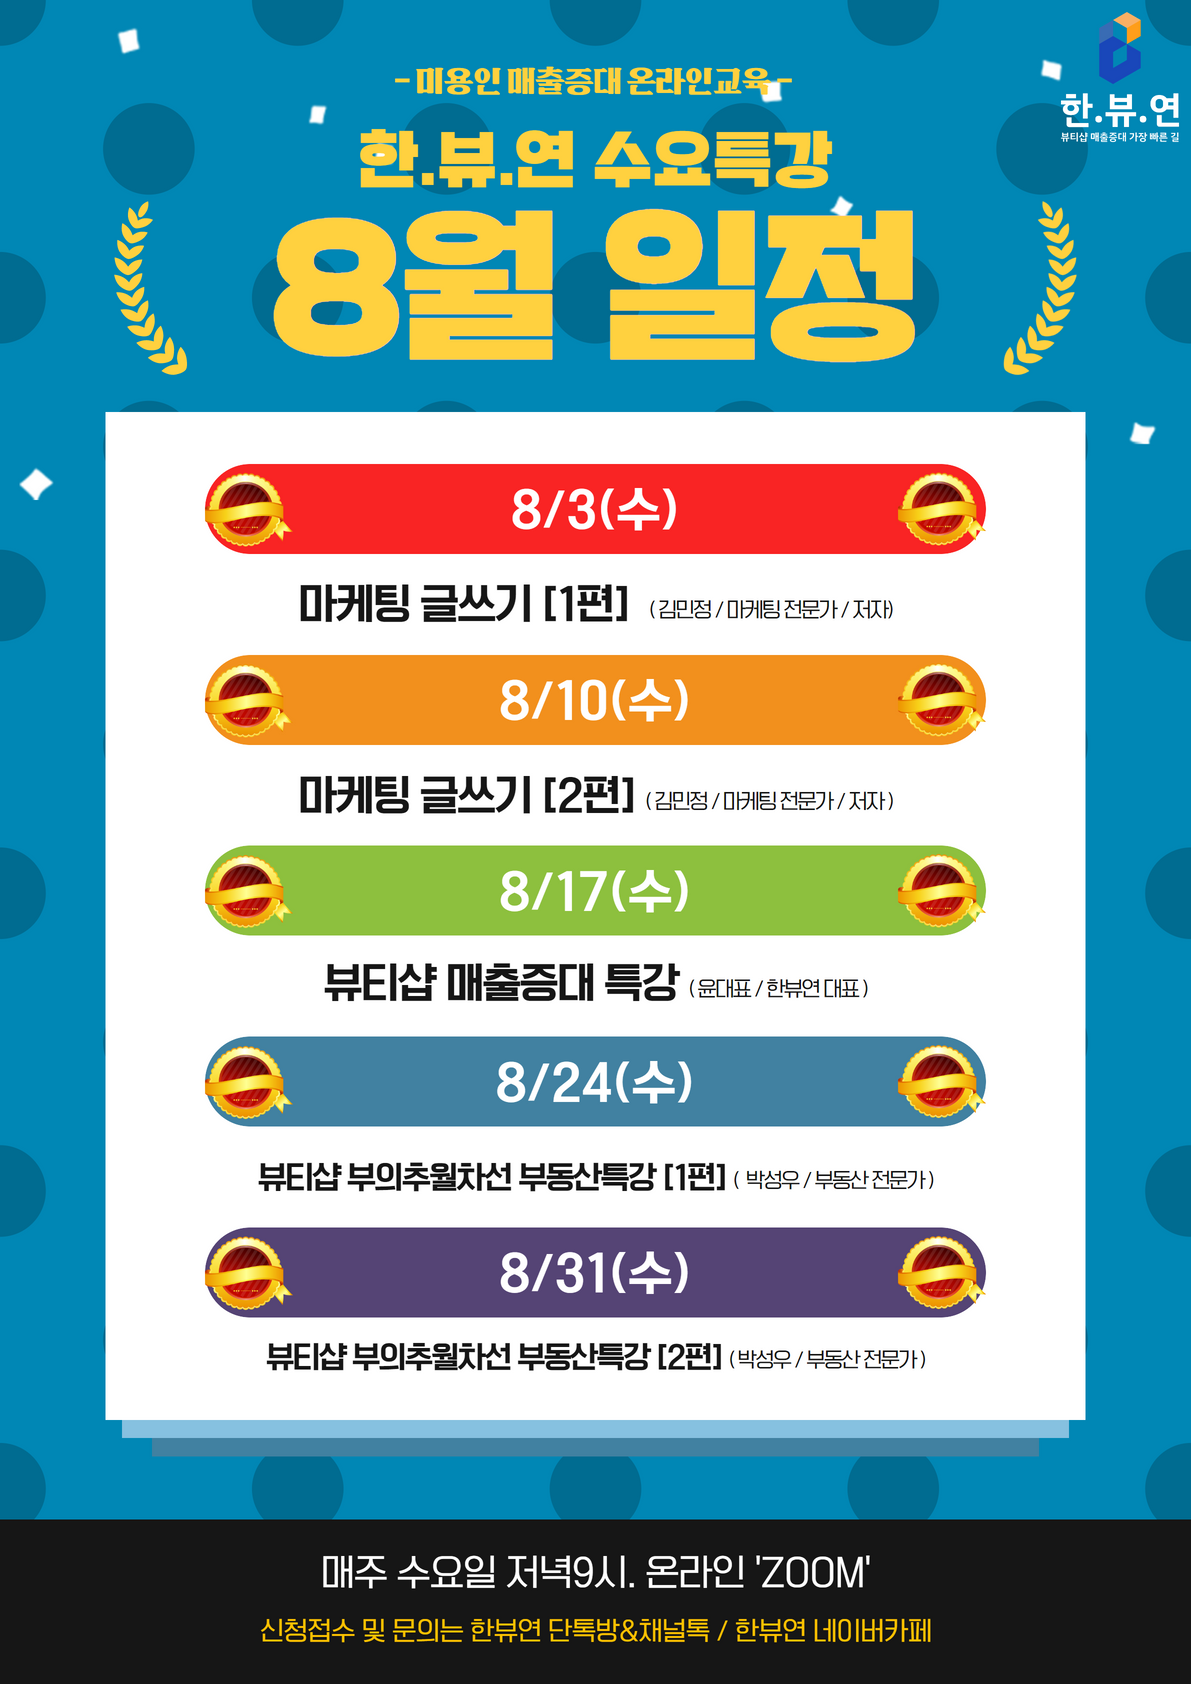 한.뷰.연
뷰티샵 매출증대 가장 빠른 길
- 미용인 매출증대 온라인교육 -
한.뷰.연 수요특강
8월 일정
8/3(수)
마케팅 글쓰기 [1편] (김민정 / 마케팅 전문가 / 저자)
8/10(수)
마케팅 글쓰기 [2편] (김민정 / 마케팅 전문가 / 저자)
8/17(수)
뷰티샵 매출증대 특강 (윤대표 / 한뷰연 대표)
8/24(수)
뷰티샵 부의추월차선 부동산특강 [1편] ( 박성우 / 부동산 전문가)
8/31(수)
뷰티샵 부의추월차선 부동산특강 [2편] (박성우 / 부동산 전문가)
매주 수요일 저녁9시. 온라인 'ZOOM'
신청접수 및 문의는 한뷰연 단톡방&채널톡 / 한뷰연 네이버카페